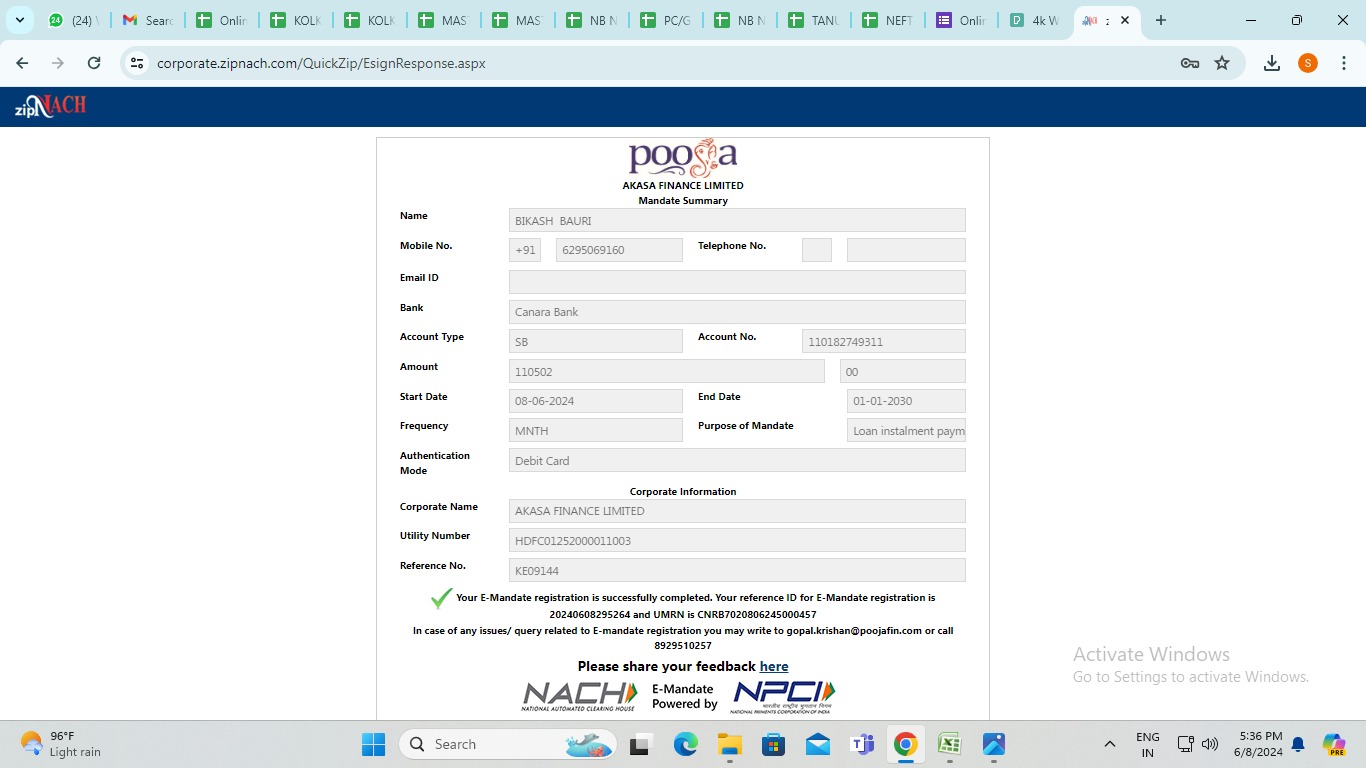 24 (24) \
Searc
Onlin
KOLK
KOLK
MAS
MAS
NB N
PC/G
NB N
TANU
NEFT
Onlin
4k W
corporate.zipnach.com/QuickZip/EsignResponse.aspx
S
zipNACH
pooja
AKASA FINANCE LIMITED
Mandate Summary
Name BIKASH BAURI
Mobile No. +91 6295069160 Telephone No.
Email ID
Bank Canara Bank
Account Type SB Account No. 110182749311
Amount 110502 00
Start Date 08-06-2024 End Date 01-01-2030
Frequency MNTH Purpose of Mandate Loan instalment paym
Authentication
Mode
Debit Card
Corporate Information
Corporate Name AKASA FINANCE LIMITED
Utility Number HDFC01252000011003
Reference No. KE09144
Your E-Mandate registration is successfully completed. Your reference ID for E-Mandate registration is
20240608295264 and UMRN is CNRB7020806245000457
In case of any issues/ query related to E-mandate registration you may write to gopal.krishan@poojafin.com or call
8929510257
Please share your feedback here
NACH
NATIONAL AUTOMATED CLEARING HOUSE
E-Mandate
Powered by
NPCI
भारतीय राष्ट्रीय भुगतान निगम
NATIONAL PAYMENTS CORPORATION OF INDIA
Activate Windows
Go to Settings to activate Windows.
96°F
Light rain
Search
ENG
IN
5:36 PM
6/8/2024
PRE